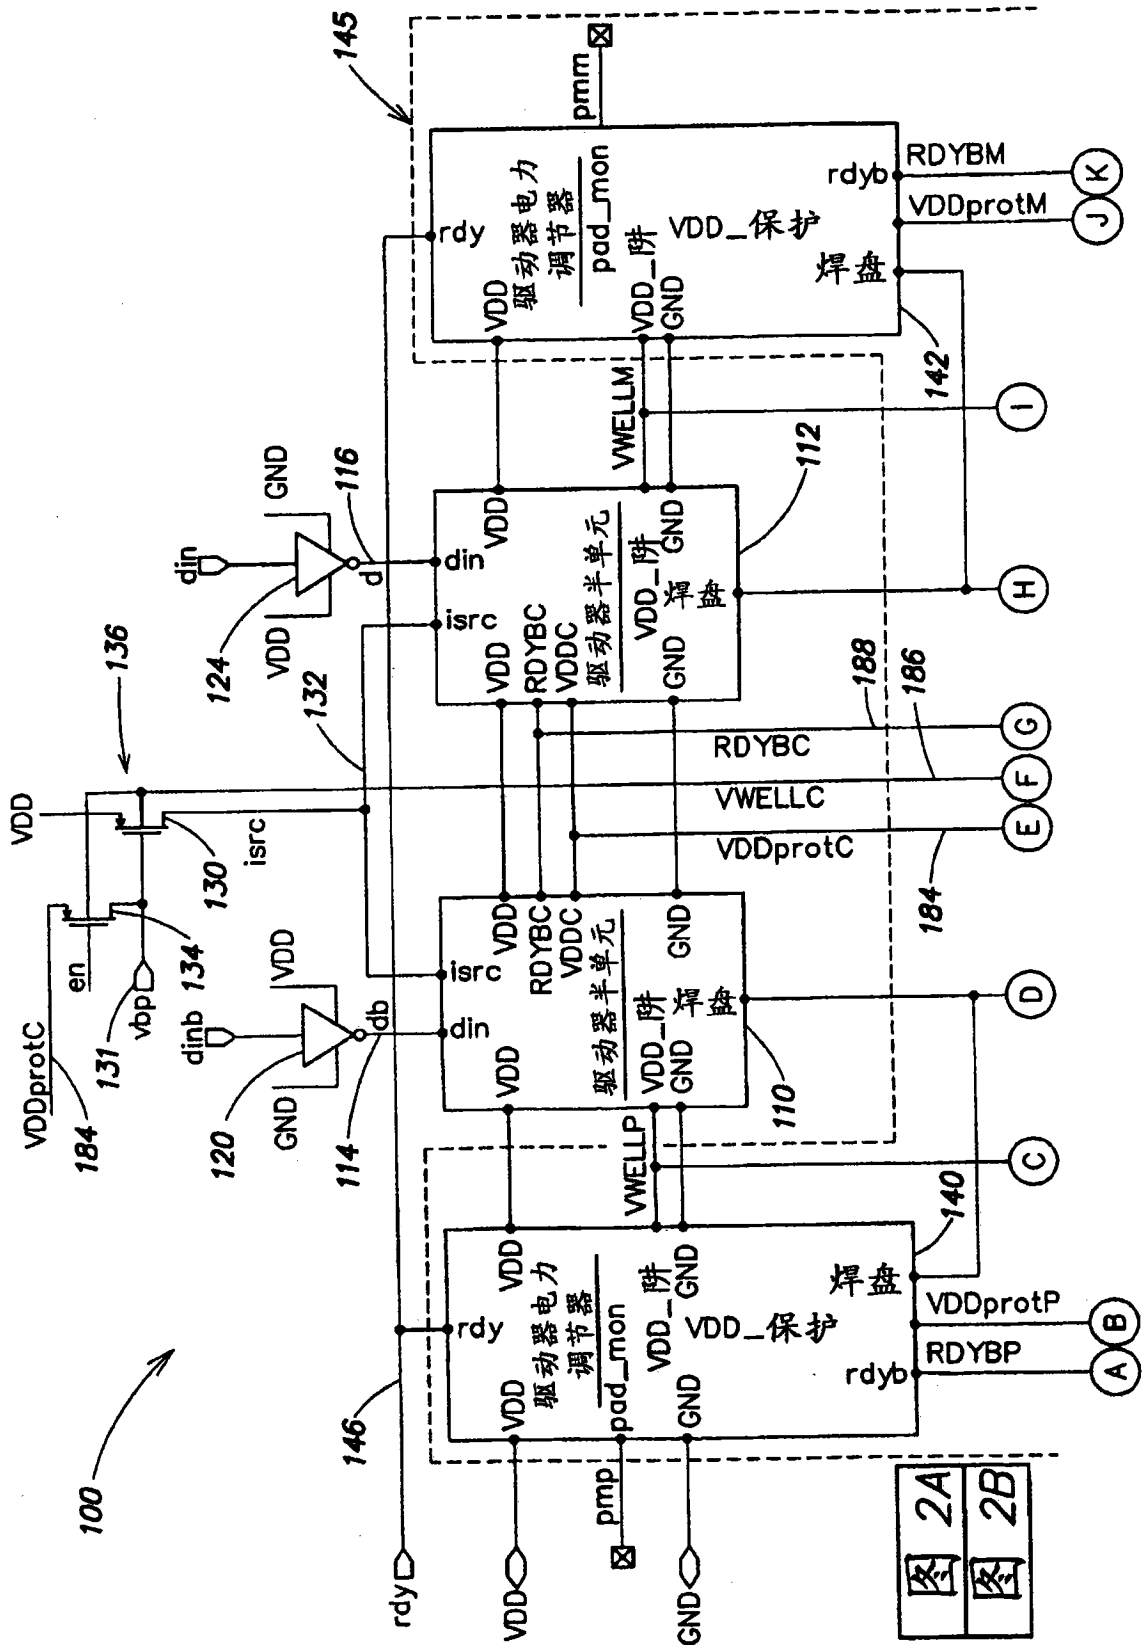 100
VDDprotC
184
131
vbp
en
134
VDD
136
130
isrc
132
dinb
120
GND
VDD
114
db
din
124
VDD
GND
116
d
145
rdy
146
VDD
pmp
GND
rdy
VDD
驱动器电力
调节器
pad_mon
VDD
VDD_阱
GND
VDD_保护
GND
焊盘
rdyb
140
VDDprotP
RDYBP
VWELLP
VDD
din
isrc
VDD
RDYBC
VDDC
驱动器半单元
VDD_阱
GND
焊盘
GND
110
VDD
RDYBC
VDDC
GND
isrc
din
VDD
驱动器半单元
VDD_阱
GND
焊盘
112
VWELLM
rdy
VDD
驱动器电力
调节器
pad_mon
VDD_阱
GND
VDD_保护
焊盘
rdyb
pmm
142
VDDprotM
RDYBM
RDYBC
188
VWELLC
186
VDDprotC
184
A
B
C
D
E
F
G
H
I
J
K
图 2A
图 2B